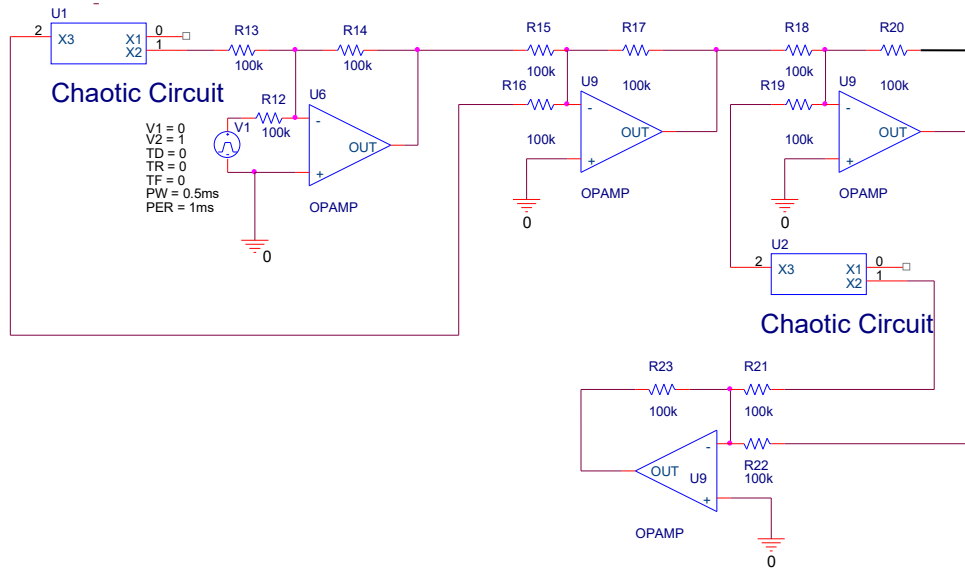 U1
2
X3
X1
X2
0
1
Chaotic Circuit
R13
100k
R14
100k
R12
100k
V1
V1 = 0
V2 = 1
TD = 0
TR = 0
TF = 0
PW = 0.5ms
PER = 1ms
U6
-
+
OUT
OPAMP
0
R15
100k
R16
100k
R17
100k
U9
-
+
OUT
OPAMP
0
R18
100k
R19
100k
R20
100k
U9
-
+
OUT
OPAMP
0
U2
2
X3
X1
X2
0
1
Chaotic Circuit
R23
100k
R21
100k
R22
100k
OUT
U9
-
+
OPAMP
0